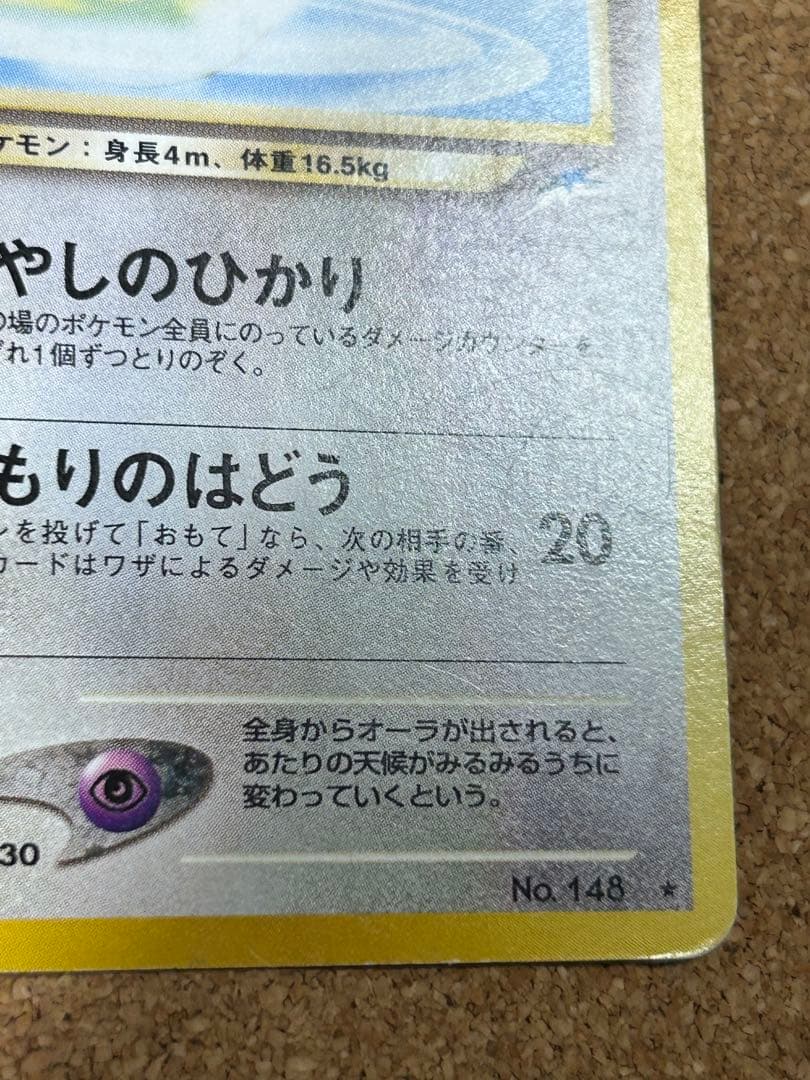 ケモン：身長4m、体重16.5kg
やしのひかり
の場のポケモン全員にのっているダメージカウンターを、
れ1個ずつとりのぞく。
もりのはどう
ンを投げて「おもて」なら、次の相手の番、
20
カードはワザによるダメージや効果を受け
全身からオーラが出されると、
あたりの天候がみるみるうちに
変わっていくという。
30
No. 148 ★